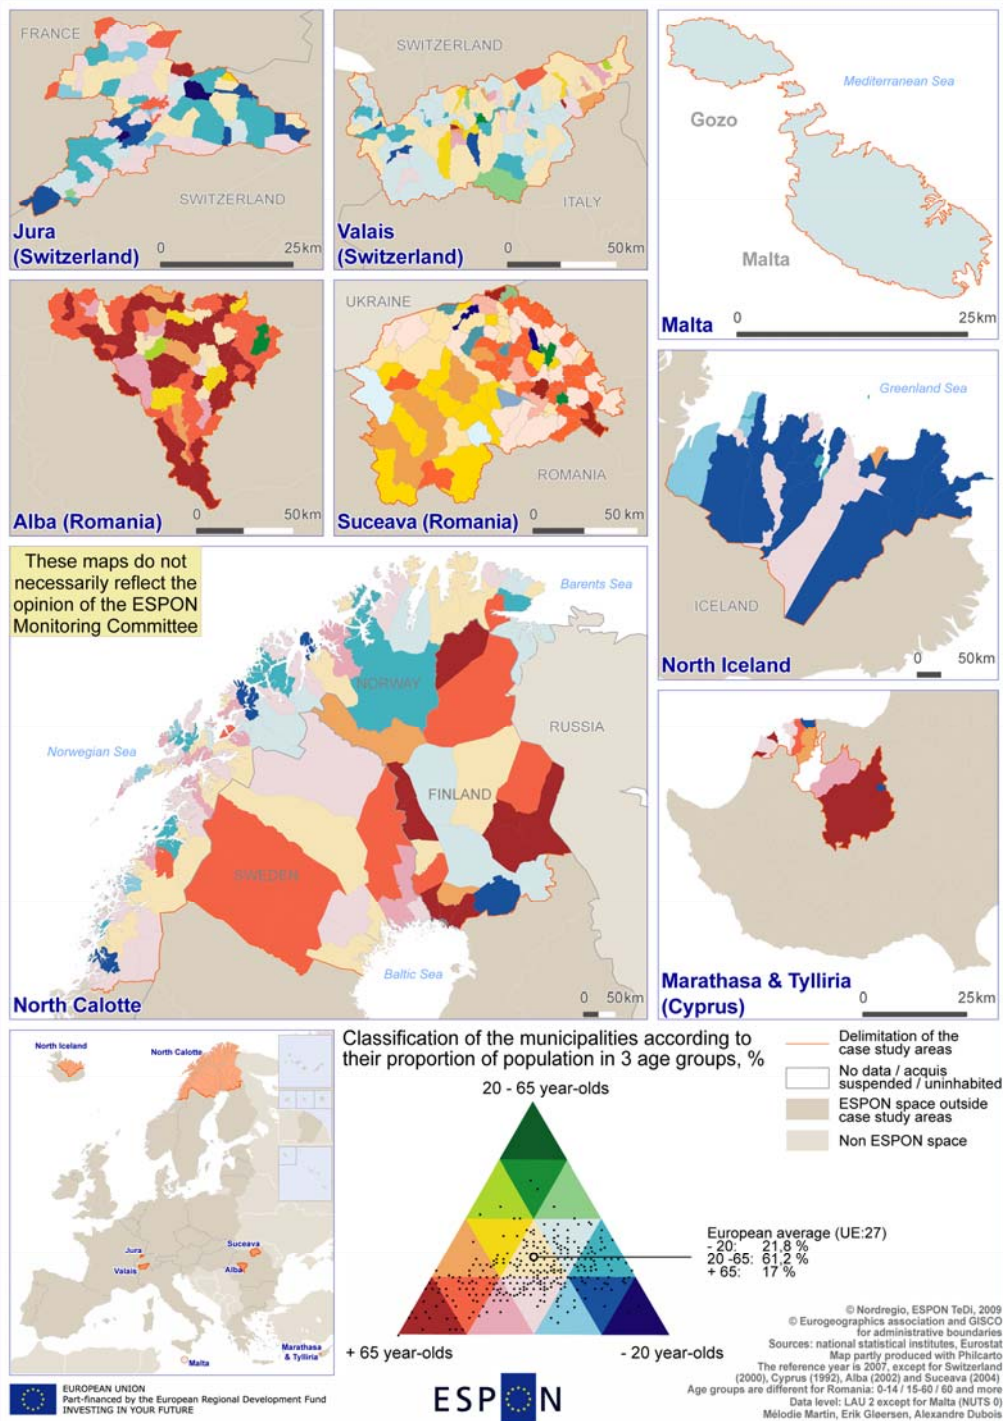 FRANCE
SWITZERLAND
Jura
(Switzerland)
0 25km
SWITZERLAND
ITALY
Valais
(Switzerland)
0 50km
Mediterranean Sea
Gozo
Malta
Malta
0 25km
Alba (Romania)
0 50km
UKRAINE
ROMANIA
Suceava (Romania)
0 50 km
Greenland Sea
ICELAND
North Iceland
0 50km
These maps do not
necessarily reflect the
opinion of the ESPON
Monitoring Committee
Barents Sea
NORWAY
RUSSIA
Norwegian Sea
FINLAND
SWEDEN
Baltic Sea
North Calotte
0 50km
Marathasa & Tylliria
(Cyprus)
0 25km
North Iceland
North Calotte
Jura
Valais
Suceava
Alba
Marathasa
& Tylliria
Malta
Classification of the municipalities according to
their proportion of population in 3 age groups, %
20 - 65 year-olds
+ 65 year-olds
- 20 year-olds
European average (UE:27)
- 20: 21,8 %
20 -65: 61,2 %
+ 65: 17 %
Delimitation of the
case study areas
No data / acquis
suspended / uninhabited
ESPON space outside
case study areas
Non ESPON space
EUROPEAN UNION
Part-financed by the European Regional Development Fund
INVESTING IN YOUR FUTURE
ESPON
© Nordregio, ESPON TeDi, 2009
© Eurogeographics association and GISCO
for administrative boundaries
Sources: national statistical institutes, Eurostat
Map partly produced with Philcarto
The reference year is 2007, except for Switzerland
(2000), Cyprus (1992), Alba (2002) and Suceava (2004)
Age groups are different for Romania: 0-14 / 15-60 / 60 and more
Data level: LAU 2 except for Malta (NUTS 0)
Mélodie Martin, Erik Gløersen, Alexandre Dubois